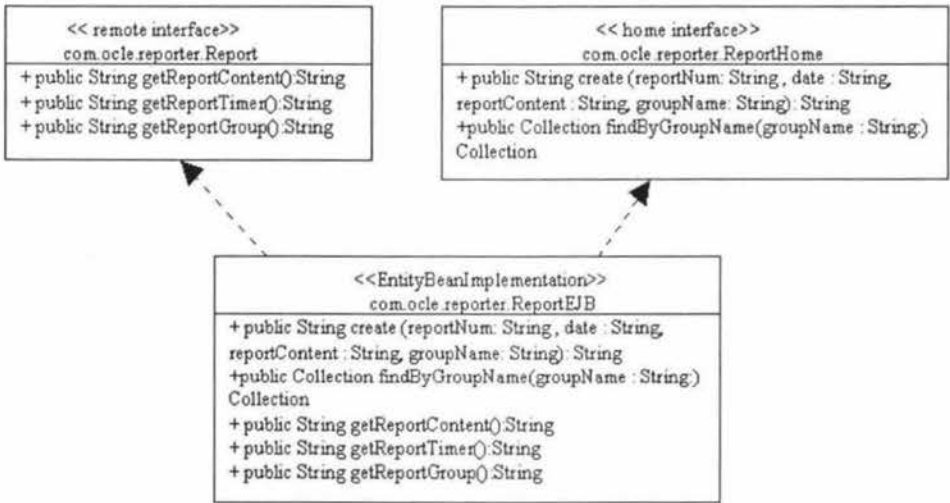 << remote interface>>
com.ocle.reporter.Report
+ public String getReportContent():String
+ public String getReportTimer():String
+ public String getReportGroup():String
<< home interface>>
com.ocle.reporter.ReportHome
+ public String create (reportNum: String , date : String,
reportContent : String, groupName: String): String
+public Collection findByGroupName(groupName : String:)
Collection
<<EntityBeanImplementation>>
com.ocle.reporter.ReportEJB
+ public String create (reportNum: String , date : String,
reportContent : String, groupName: String): String
+public Collection findByGroupName(groupName : String:)
Collection
+ public String getReportContent():String
+ public String getReportTimer():String
+ public String getReportGroup():String